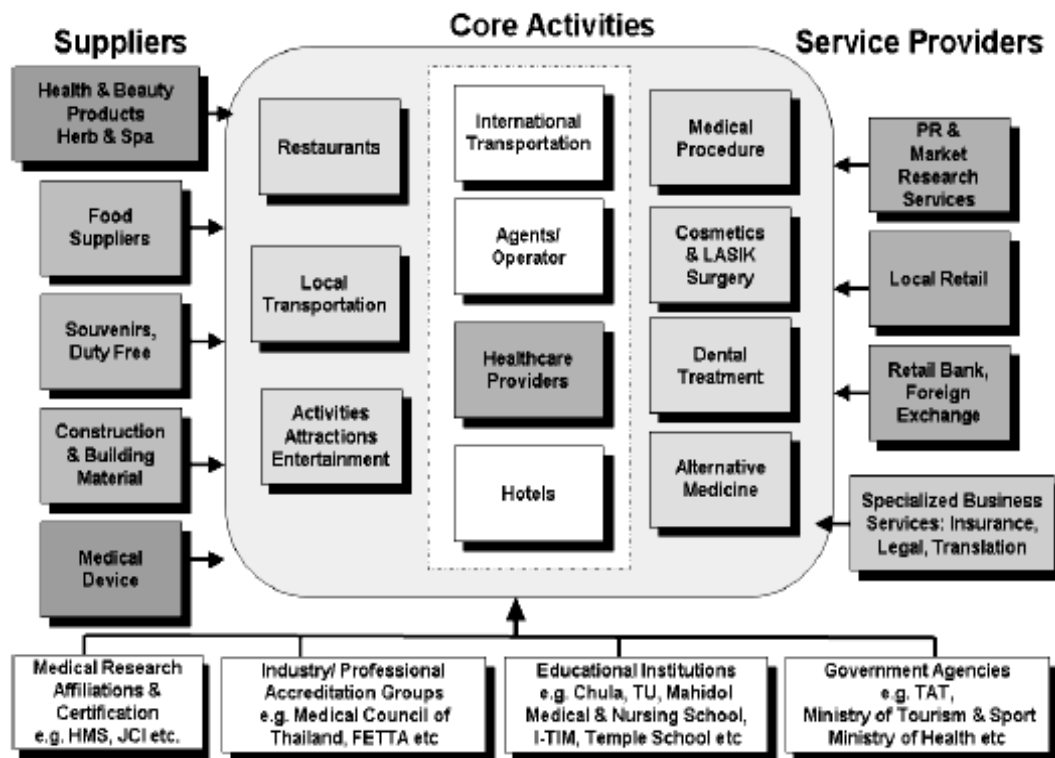 Suppliers
Core Activities
Service Providers
Health & Beauty
Products
Herb & Spa
Food
Suppliers
Souvenirs,
Duty Free
Construction
& Building
Material
Medical
Device
Restaurants
Local
Transportation
Activities
Attractions
Entertainment
International
Transportation
Agents/
Operator
Healthcare
Providers
Hotels
Medical
Procedure
Cosmetics
& LASIK
Surgery
Dental
Treatment
Alternative
Medicine
PR &
Market
Research
Services
Local Retail
Retail Bank,
Foreign
Exchange
Specialized Business
Services: Insurance,
Legal, Translation
Medical Research
Affiliations &
Certification
e.g. HMS, JCI etc.
Industry/ Professional
Accreditation Groups
e.g. Medical Council of
Thailand, FETTA etc
Educational Institutions
e.g. Chula, TU, Mahidol
Medical & Nursing School,
I-TIM, Temple School etc
Government Agencies
e.g. TAT,
Ministry of Tourism & Sport
Ministry of Health etc